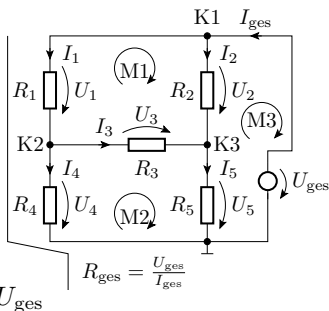 K1
I_ges
I_1
M1
I_2
R_1
U_1
R_2
U_2
M3
K2
I_3
U_3
K3
R_3
I_4
I_5
R_4
U_4
M2
R_5
U_5
U_ges
R_ges = U_ges / I_ges
U_ges